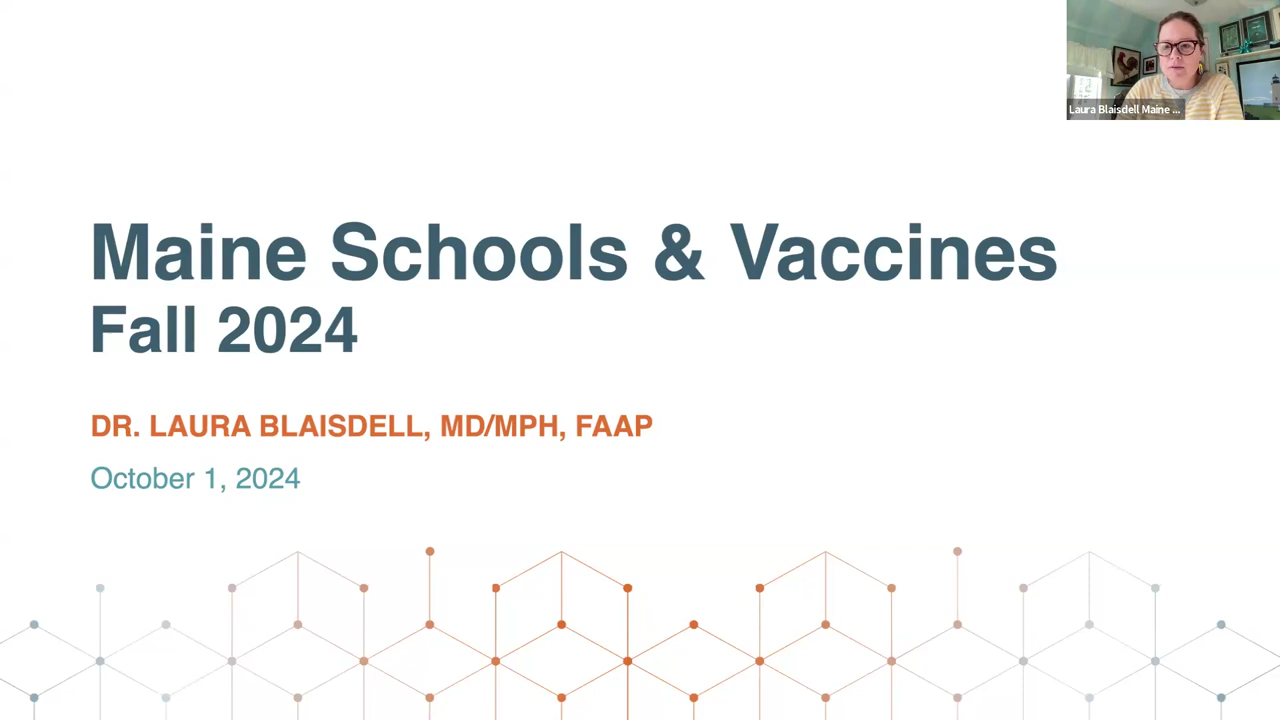 Laura Blaisdell Maine ...
Maine Schools & Vaccines
Fall 2024
DR. LAURA BLAISDELL, MD/MPH, FAAP
October 1, 2024